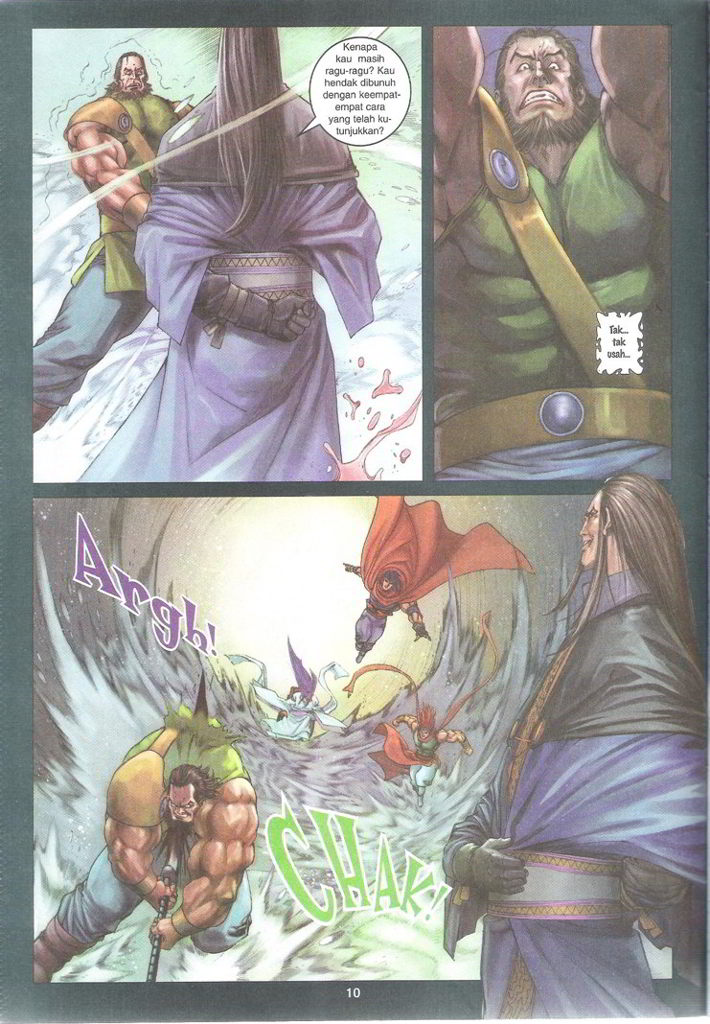 Kenapa
kau masih
ragu-ragu? Kau
hendak dibunuh
dengan keempat-
empat cara
yang telah ku-
tunjukkan?
Tak...
tak
usah...
Argh!
CHAK!
10